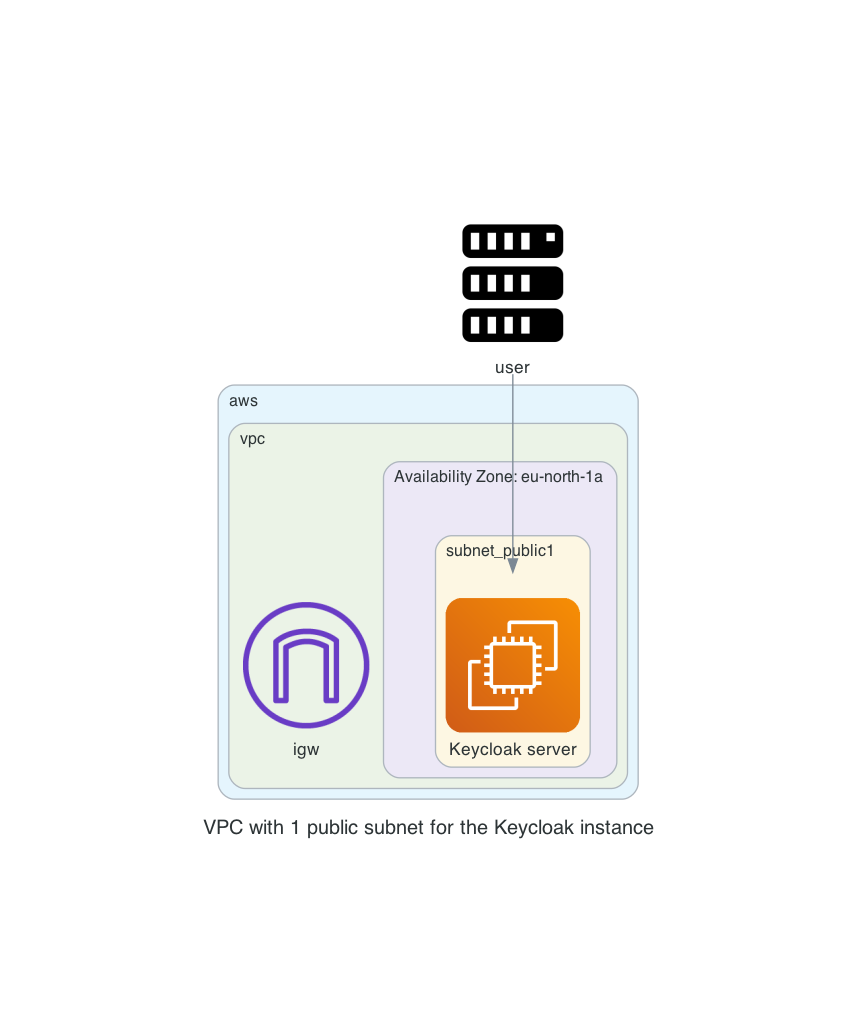 user
aws
vpc
Availability Zone: eu-north-1a
subnet_public1
igw
Keycloak server
VPC with 1 public subnet for the Keycloak instance